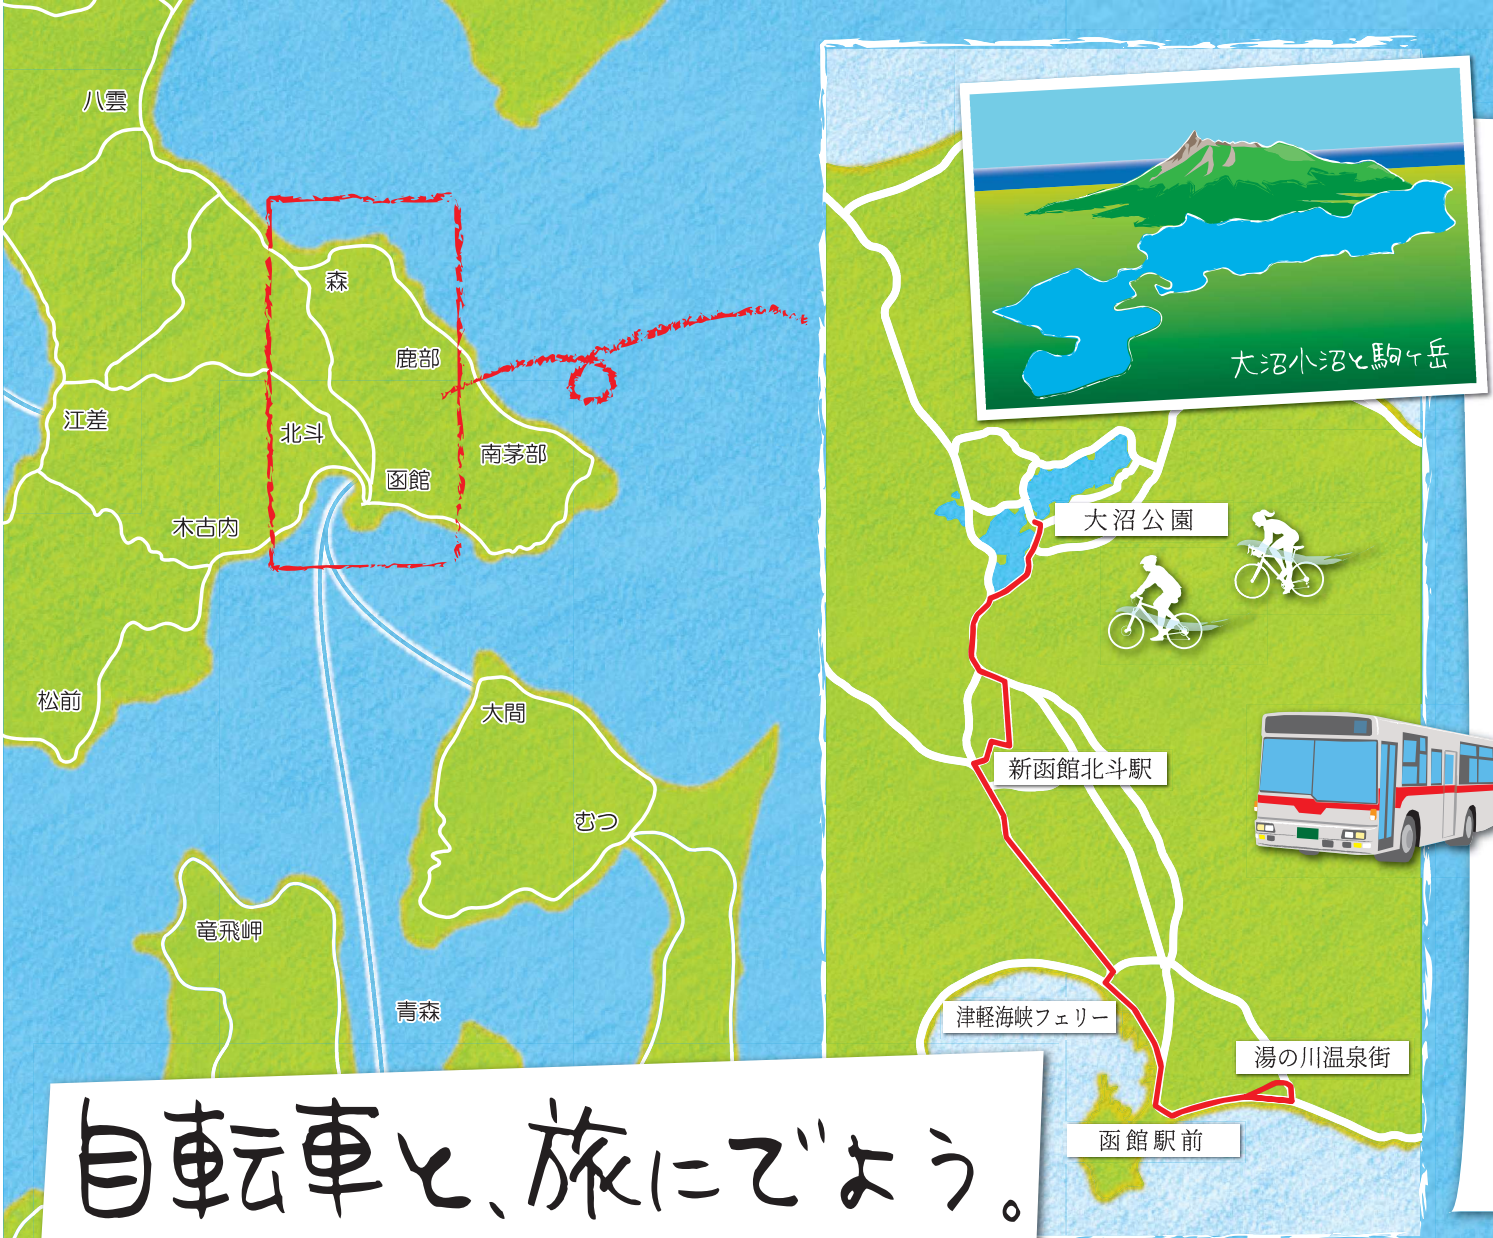 八雲
森
鹿部
江差
北斗
南茅部
函館
木古内
松前
大間
むつ
竜飛岬
青森
大沼小沼と駒ヶ岳
大沼公園
新函館北斗駅
津軽海峡フェリー
湯の川温泉街
函館駅前
自転車と、旅にでよう。